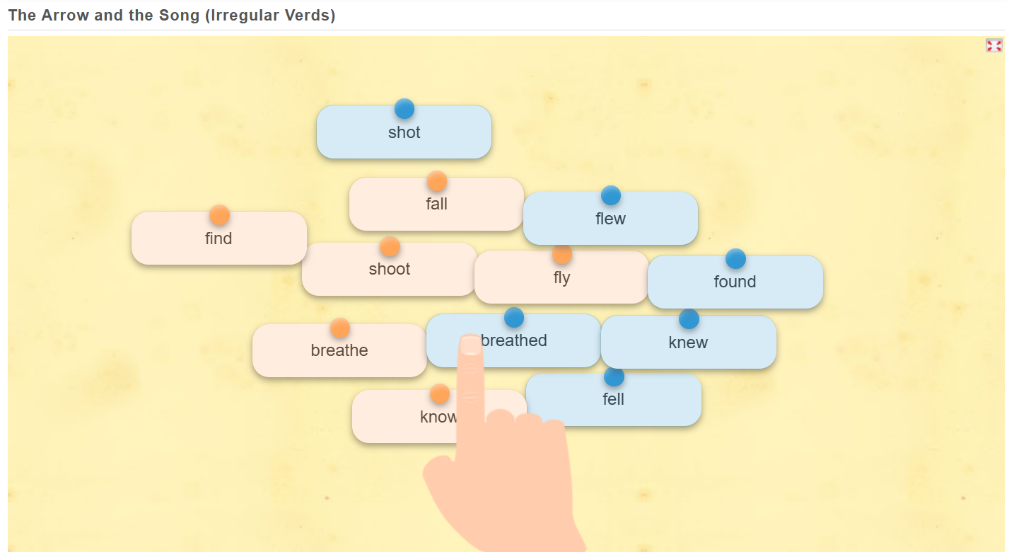 The Arrow and the Song (Irregular Verds)
shot
fall
flew
find
shoot
fly
found
breathe
breathed
knew
know
fell